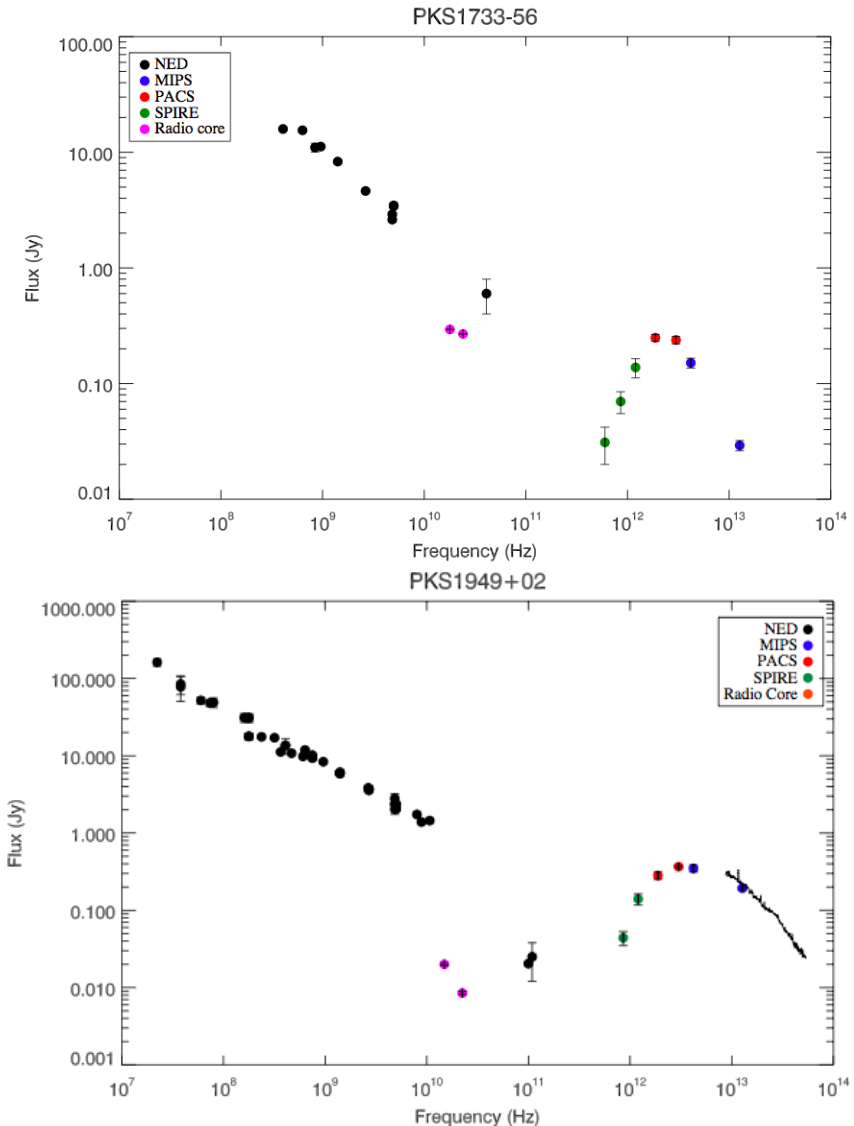 PKS1733-56
100.00
10.00
1.00
0.10
0.01
Flux (Jy)
NED
MIPS
PACS
SPIRE
Radio core
10⁷ 10⁸ 10⁹ 10¹⁰ 10¹¹ 10¹² 10¹³ 10¹⁴
Frequency (Hz)
PKS1949+02
1000.000
100.000
10.000
1.000
0.100
0.010
0.001
Flux (Jy)
NED
MIPS
PACS
SPIRE
Radio Core
10⁷ 10⁸ 10⁹ 10¹⁰ 10¹¹ 10¹² 10¹³ 10¹⁴
Frequency (Hz)